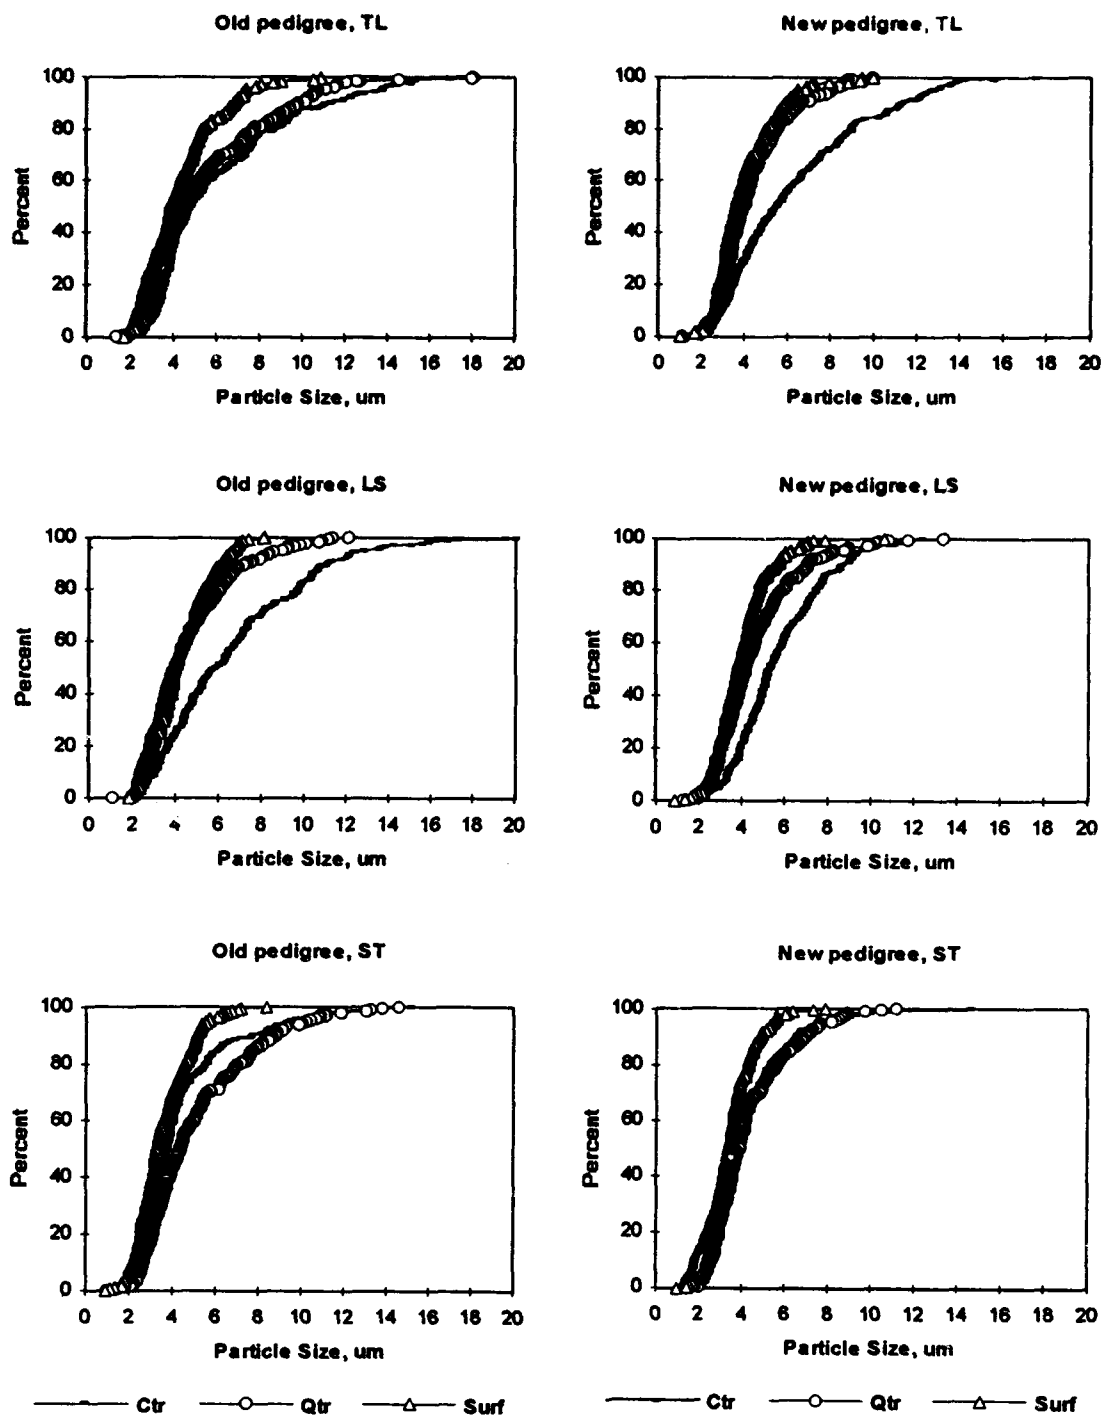 Old pedigree, TL
New pedigree, TL
100
80
60
40
20
0
Percent
0 2 4 6 8 10 12 14 16 18 20
Particle Size, um
100
80
60
40
20
0
Percent
0 2 4 6 8 10 12 14 16 18 20
Particle Size, um
Old pedigree, LS
New pedigree, LS
100
80
60
40
20
0
Percent
0 2 4 6 8 10 12 14 16 18 20
Particle Size, um
100
80
60
40
20
0
Percent
0 2 4 6 8 10 12 14 16 18 20
Particle Size, um
Old pedigree, ST
New pedigree, ST
100
80
60
40
20
0
Percent
0 2 4 6 8 10 12 14 16 18 20
Particle Size, um
100
80
60
40
20
0
Percent
0 2 4 6 8 10 12 14 16 18 20
Particle Size, um
Ctr Qtr Surf
Ctr Qtr Surf